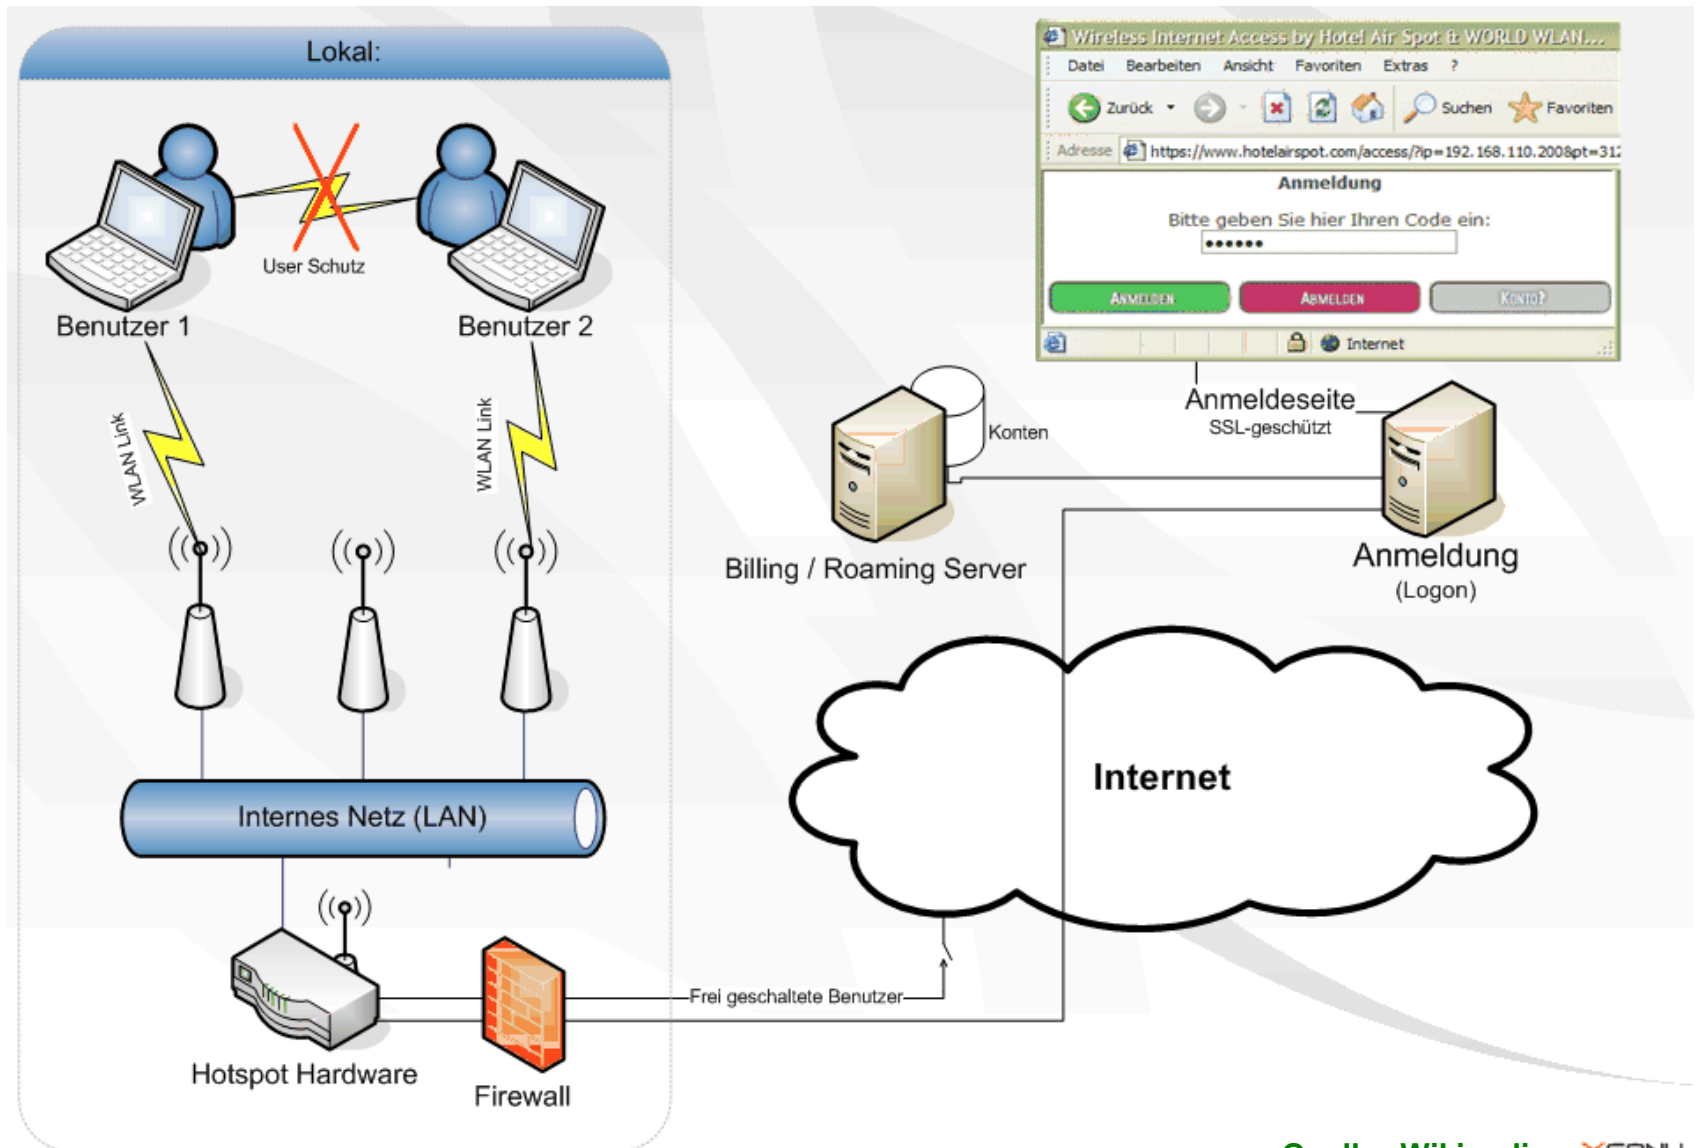 Lokal:
User Schutz
Benutzer 1
Benutzer 2
WLAN Link
WLAN Link
Internes Netz (LAN)
Hotspot Hardware
Firewall
Frei geschaltete Benutzer
Wireless Internet Access by Hotel Air Spot & WORLD WLAN...
Datei Bearbeiten Ansicht Favoriten Extras ?
Zurück Suchen Favoriten
Adresse https://www.hotelairspot.com/access/?ip=192.168.110.200&pt=312
Anmeldung
Bitte geben Sie hier Ihren Code ein:
••••••
ANMELDEN ABMELDEN KONTO?
Internet
Anmeldeseite
SSL-geschützt
Konten
Billing / Roaming Server
Anmeldung
(Logon)
Internet